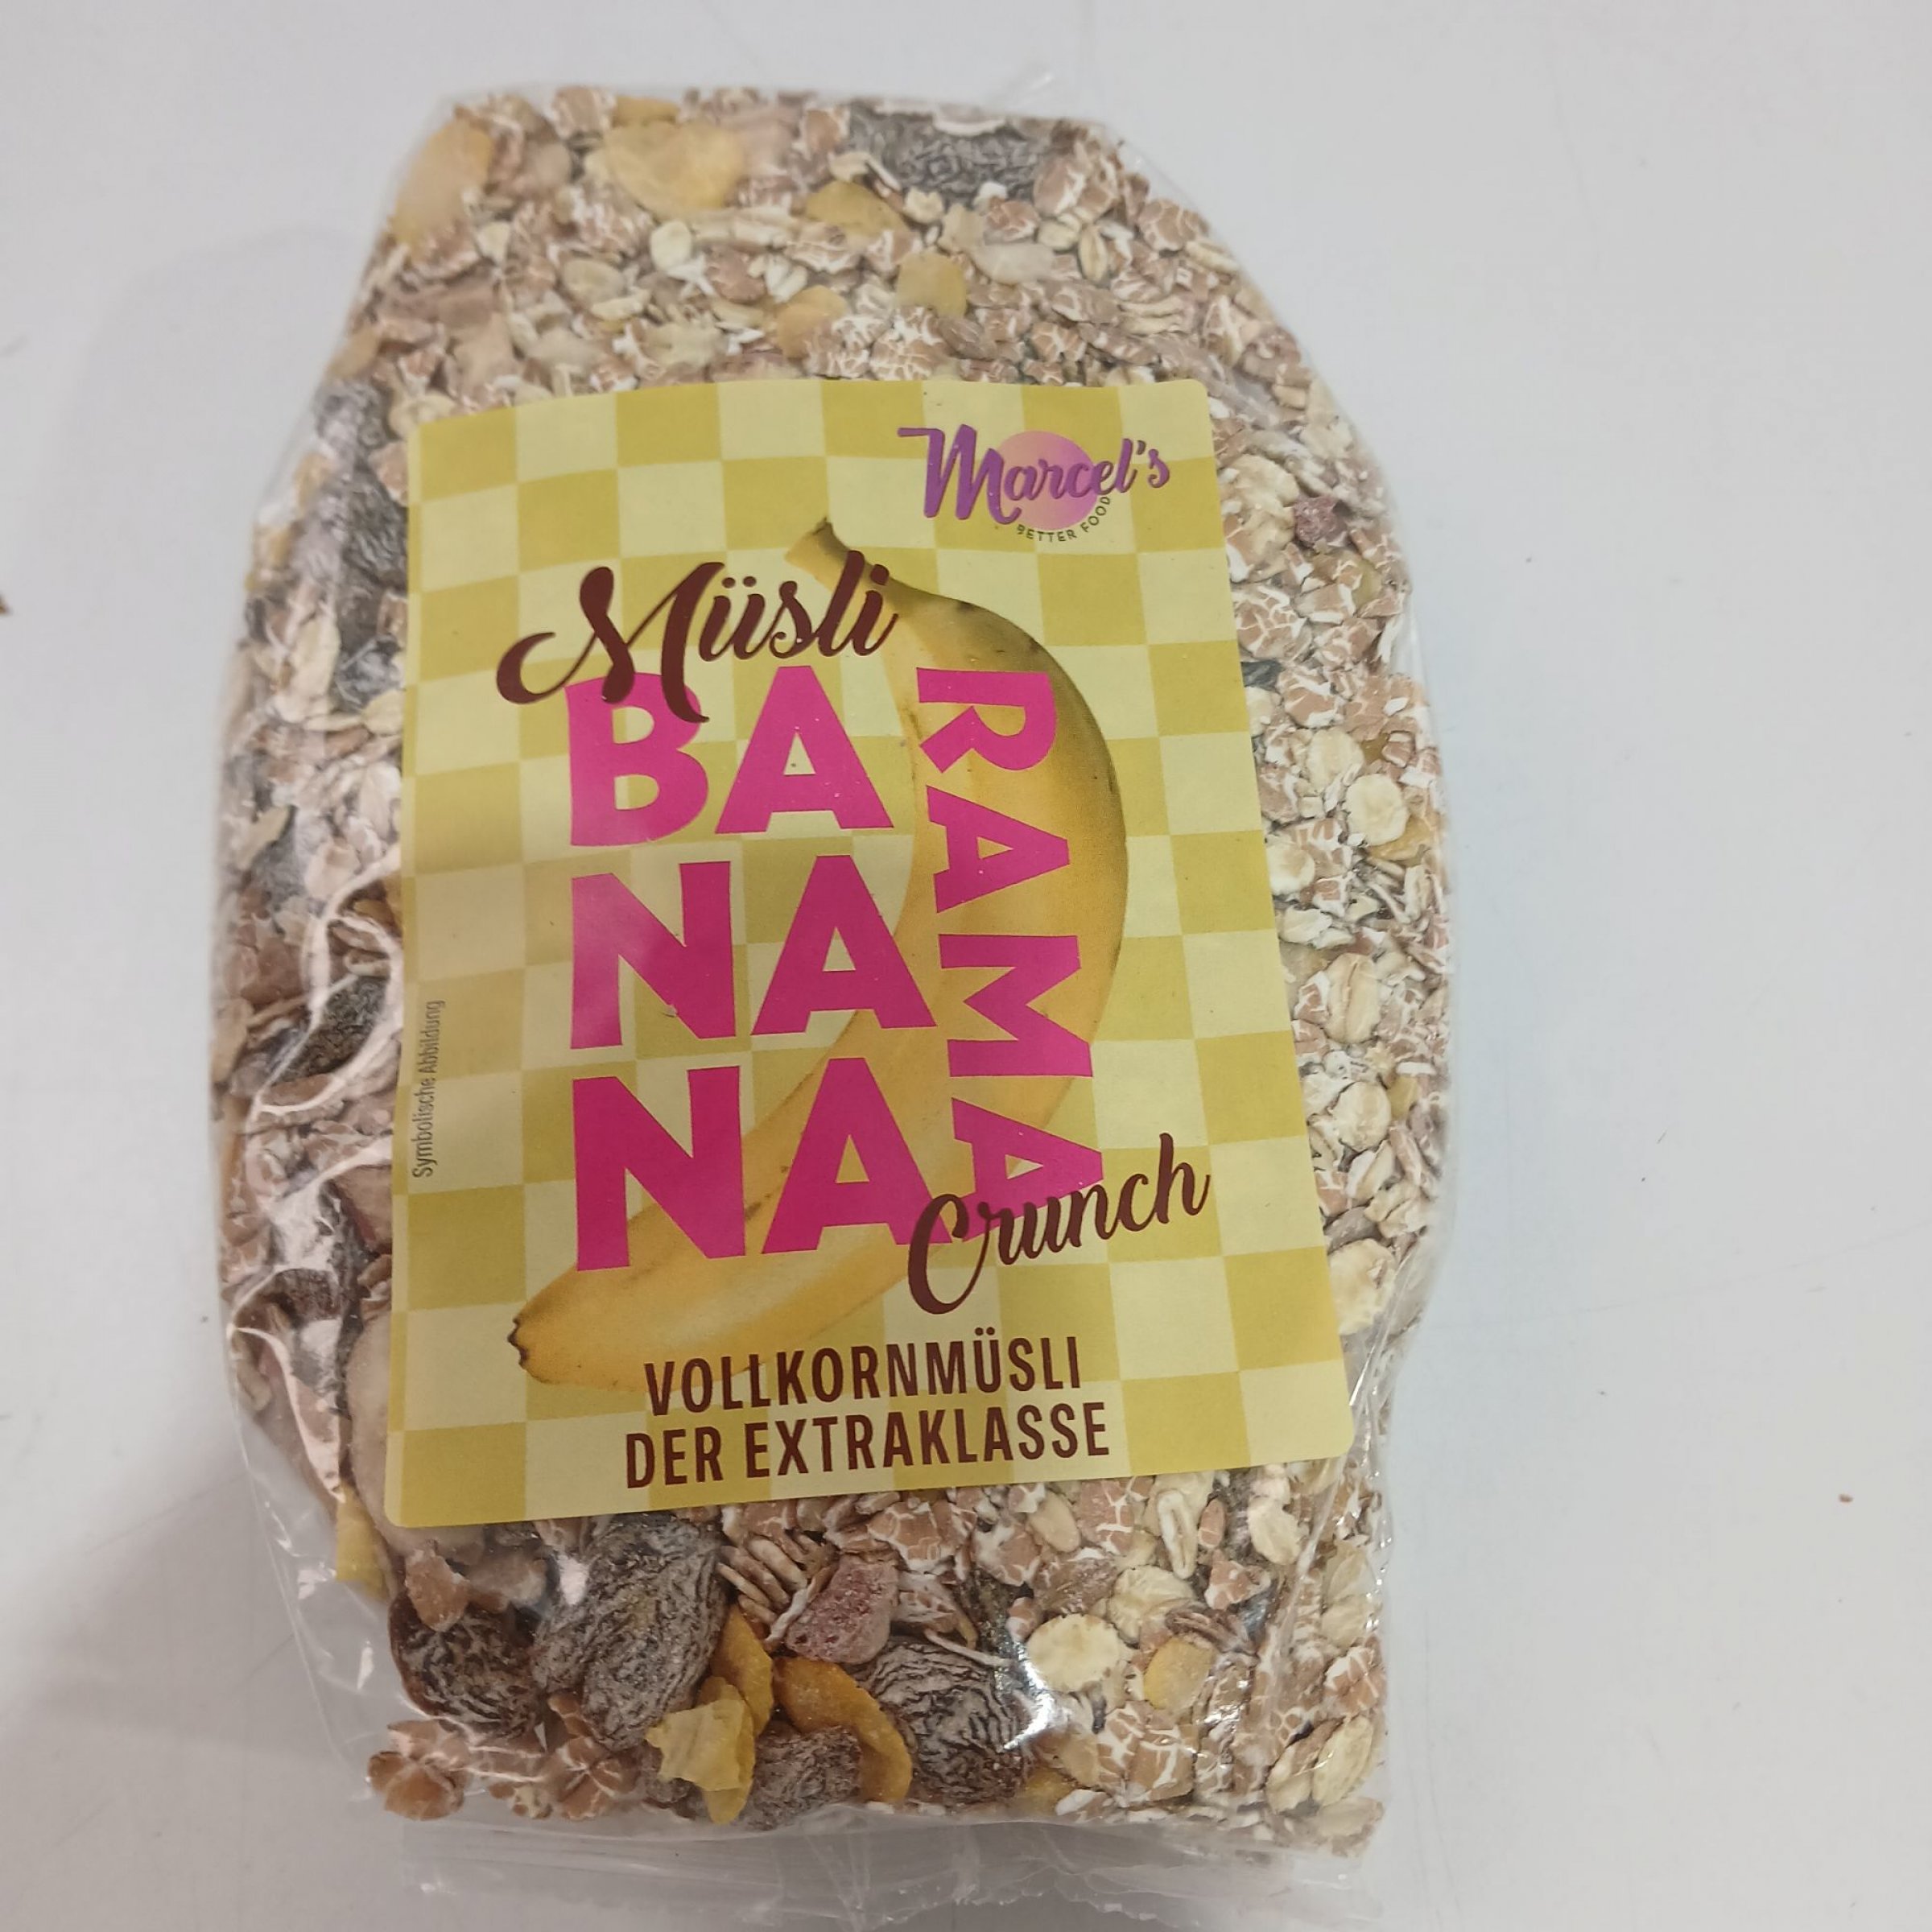 Marcel's
BETTER FOOD
Müsli
BA
NA
NA
RAMA
Crunch
VOLLKORNMÜSLI
DER EXTRAKLASSE
Symbolische Abbildung